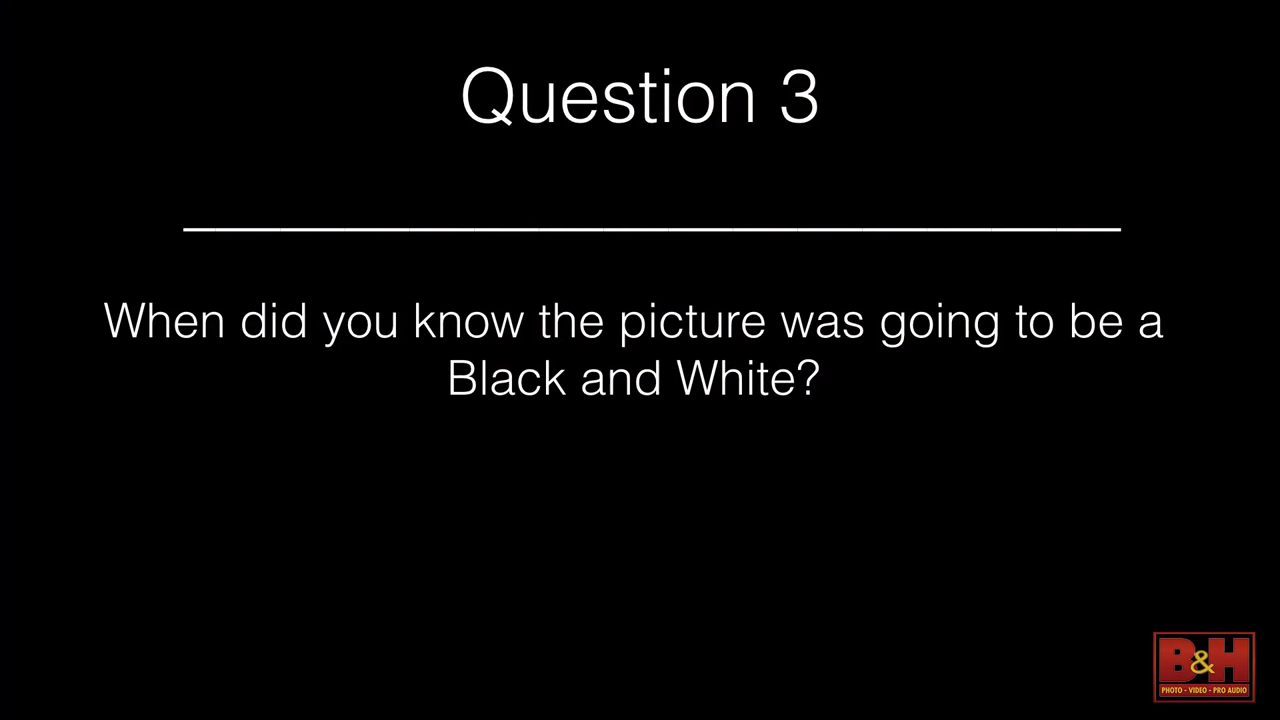 Question 3
When did you know the picture was going to be a
Black and White?
B&H
PHOTO - VIDEO - PRO AUDIO